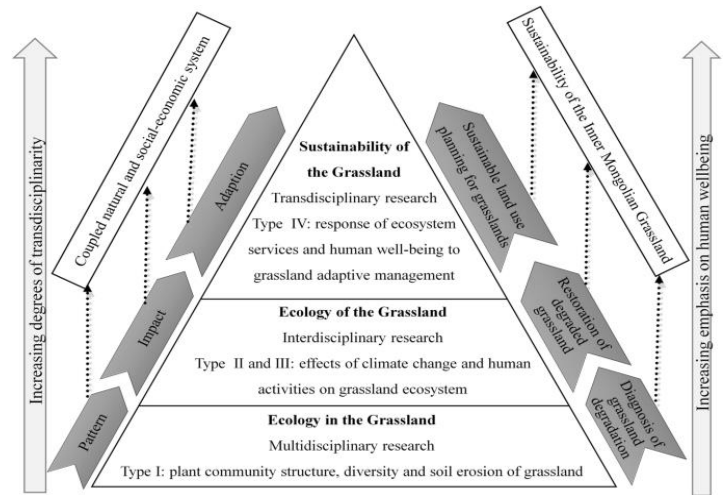 Increasing degrees of transdisciplinarity
Coupled natural and social-economic system
Pattern
Impact
Adaption
Sustainability of
the Grassland
Transdisciplinary research
Type IV: response of ecosystem
services and human well-being to
grassland adaptive management
Ecology of the Grassland
Interdisciplinary research
Type II and III: effects of climate change and human
activities on grassland ecosystem
Ecology in the Grassland
Multidisciplinary research
Type I: plant community structure, diversity and soil erosion of grassland
Sustainable land use
planning for grasslands
Restoration of
degraded
grassland
Diagnosis of
grassland
degradation
Sustainability of the Inner Mongolian Grassland
Increasing emphasis on human wellbeing